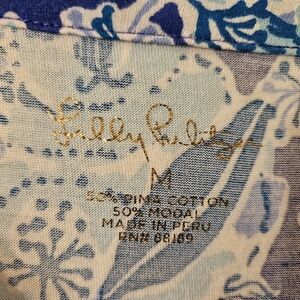 Lilly Pulitzer
M
50% PIMA COTTON
50% MODAL
MADE IN PERU
RN# 88189